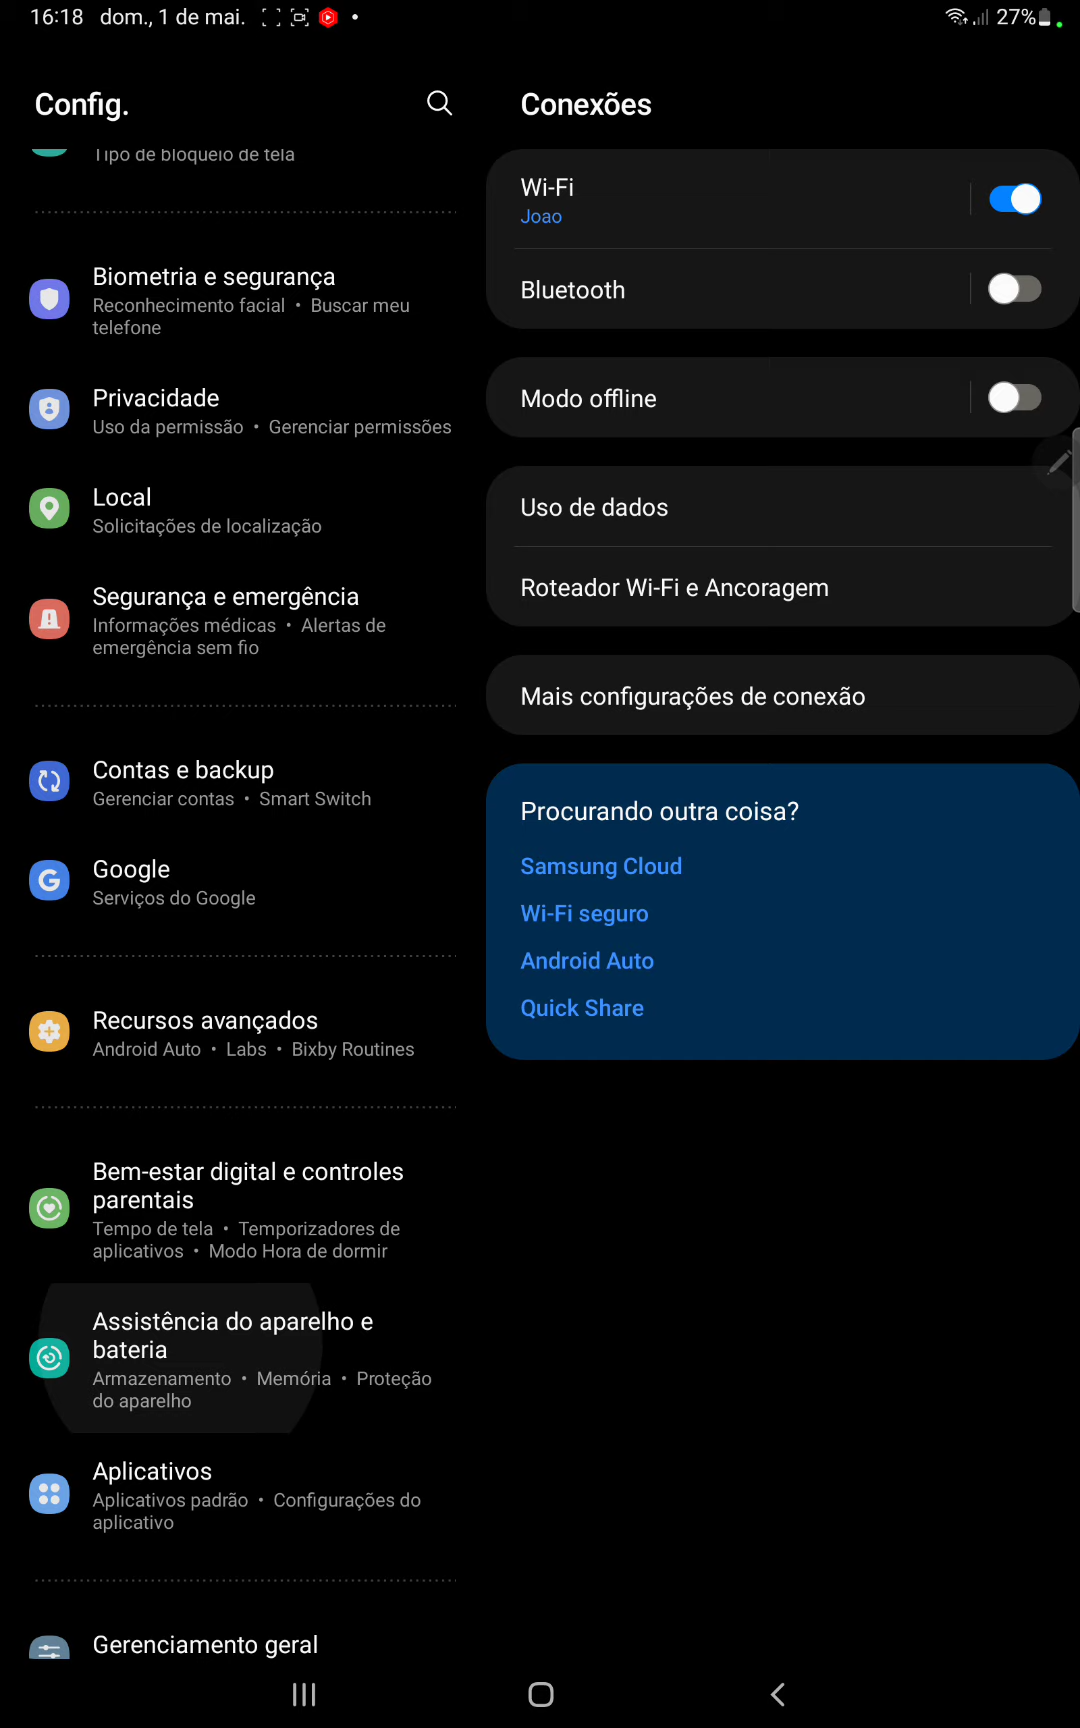 16:18 dom., 1 de mai. • 27%
Config.
Tipo de bloqueio de tela
Biometria e segurança
Reconhecimento facial • Buscar meu
telefone
Privacidade
Uso da permissão • Gerenciar permissões
Local
Solicitações de localização
Segurança e emergência
Informações médicas • Alertas de
emergência sem fio
Contas e backup
Gerenciar contas • Smart Switch
Google
Serviços do Google
Recursos avançados
Android Auto • Labs • Bixby Routines
Bem-estar digital e controles
parentais
Tempo de tela • Temporizadores de
aplicativos • Modo Hora de dormir
Assistência do aparelho e
bateria
Armazenamento • Memória • Proteção
do aparelho
Aplicativos
Aplicativos padrão • Configurações do
aplicativo
Gerenciamento geral
Conexões
Wi-Fi
Joao
Bluetooth
Modo offline
Uso de dados
Roteador Wi-Fi e Ancoragem
Mais configurações de conexão
Procurando outra coisa?
Samsung Cloud
Wi-Fi seguro
Android Auto
Quick Share